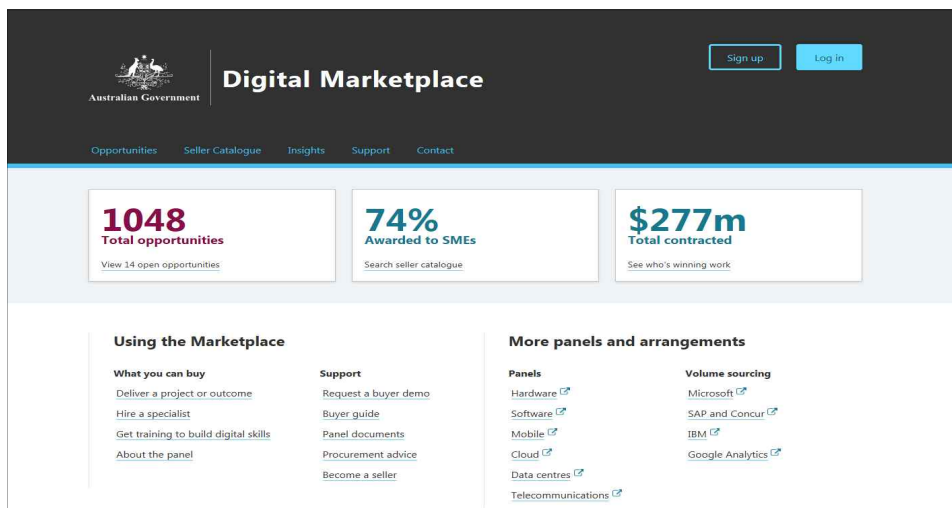 Sign up
Log in
Australian Government
Digital Marketplace
Opportunities Seller Catalogue Insights Support Contact
1048
Total opportunities
View 14 open opportunities
74%
Awarded to SMEs
Search seller catalogue
$277m
Total contracted
See who's winning work
Using the Marketplace
What you can buy
Deliver a project or outcome
Hire a specialist
Get training to build digital skills
About the panel
Support
Request a buyer demo
Buyer guide
Panel documents
Procurement advice
Become a seller
More panels and arrangements
Panels
Hardware
Software
Mobile
Cloud
Data centres
Telecommunications
Volume sourcing
Microsoft
SAP and Concur
IBM
Google Analytics